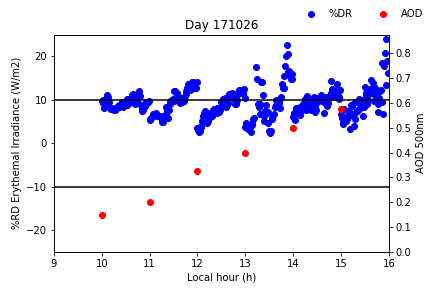 %DR AOD
Day 171026
%RD Erythermal Irradiance (W/m2)
20
10
0
−10
−20
0.8
0.7
0.6
0.5
0.4
0.3
0.2
0.1
0.0
AOD 500nm
9 10 11 12 13 14 15 16
Local hour (h)